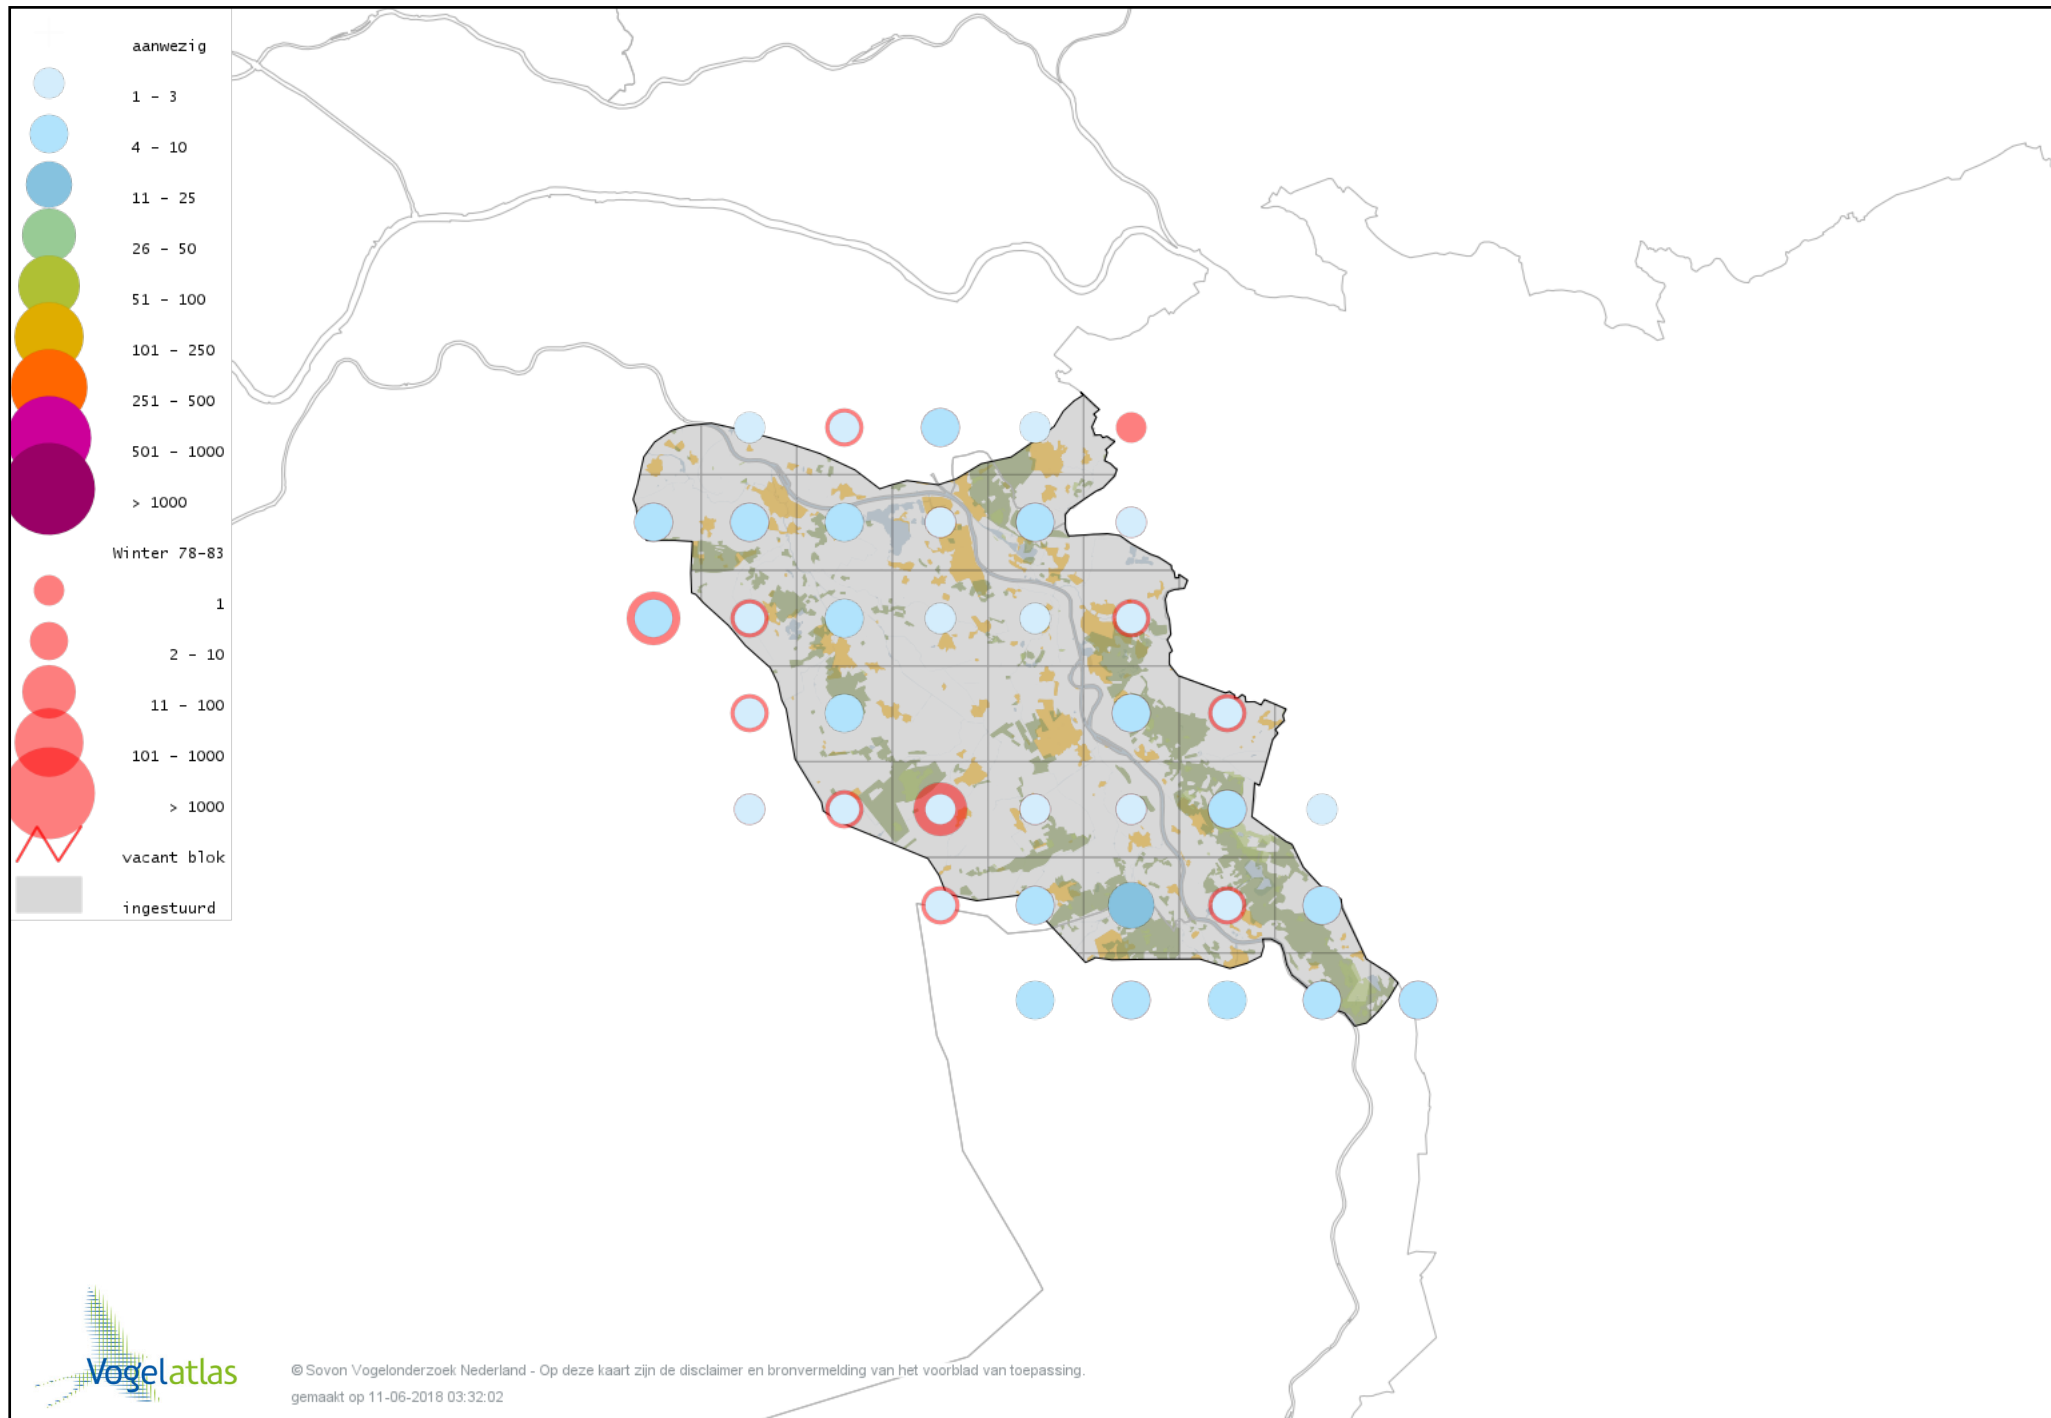 aanwezig
1 - 3
4 - 10
11 - 25
26 - 50
51 - 100
101 - 250
251 - 500
501 - 1000
> 1000
Winter 78-83
1
2 - 10
11 - 100
101 - 1000
> 1000
vacant blok
ingestuurd
Vogelatlas
© Sovon Vogelonderzoek Nederland - Op deze kaart zijn de disclaimer en bronvermelding van het voorblad van toepassing.
gemaakt op 11-06-2018 03:32:02